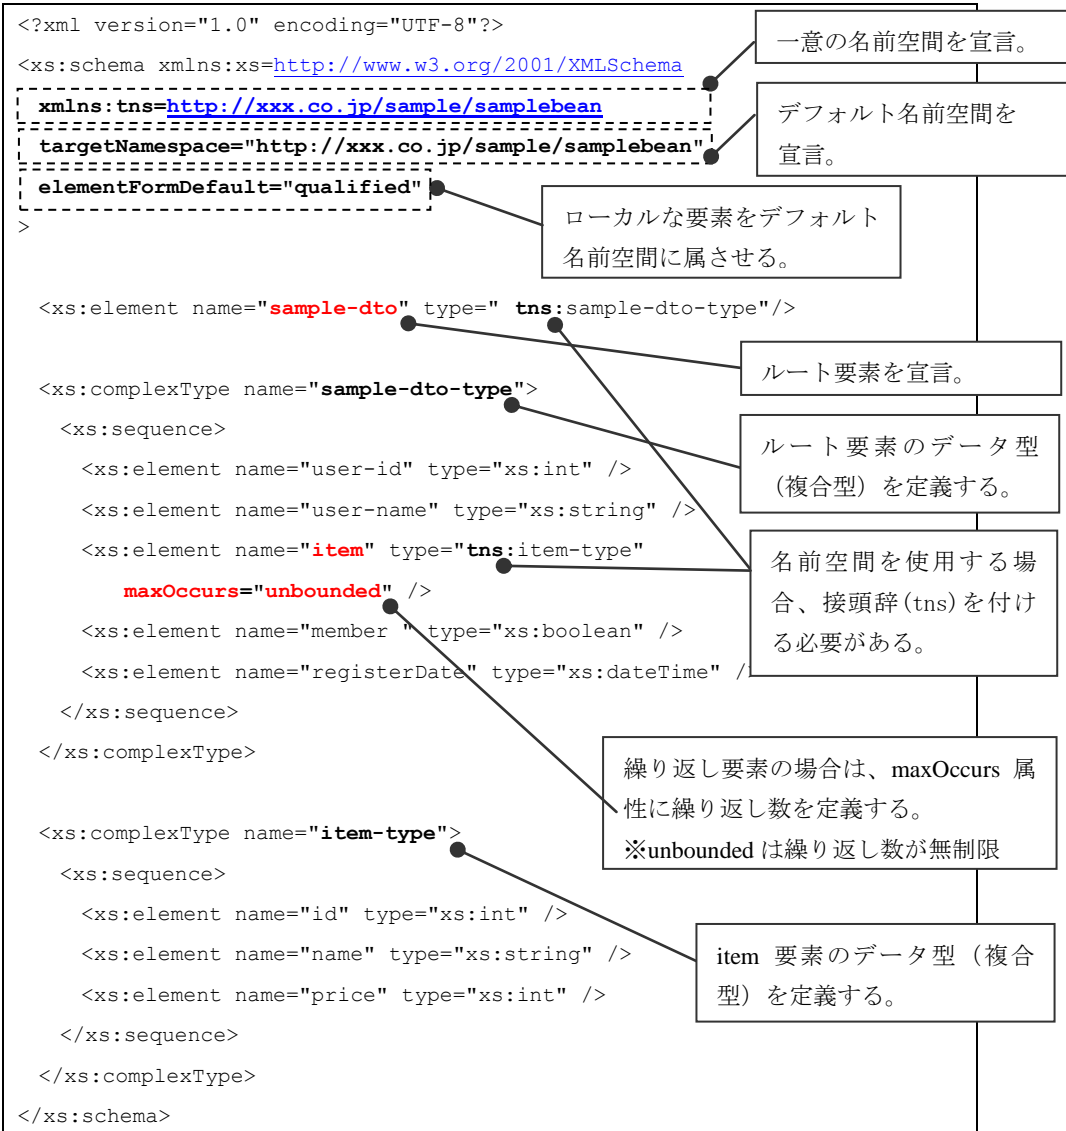 <?xml version="1.0" encoding="UTF-8"?>
<xs:schema xmlns:xs=http://www.w3.org/2001/XMLSchema
xmlns:tns=http://xxx.co.jp/sample/samplebean
targetNamespace="http://xxx.co.jp/sample/samplebean"
elementFormDefault="qualified"
>
一意の名前空間を宣言。
デフォルト名前空間を
宣言。
ローカルな要素をデフォルト
名前空間に属させる。
<xs:element name="sample-dto" type=" tns:sample-dto-type"/>
ルート要素を宣言。
<xs:complexType name="sample-dto-type">
<xs:sequence>
<xs:element name="user-id" type="xs:int" />
<xs:element name="user-name" type="xs:string" />
<xs:element name="item" type="tns:item-type"
maxOccurs="unbounded" />
<xs:element name="member " type="xs:boolean" />
<xs:element name="registerDate" type="xs:dateTime" /
</xs:sequence>
</xs:complexType>
ルート要素のデータ型
（複合型）を定義する。
名前空間を使用する場
合、接頭辞(tns)を付け
る必要がある。
繰り返し要素の場合は、maxOccurs 属
性に繰り返し数を定義する。
※unbounded は繰り返し数が無制限
<xs:complexType name="item-type">
<xs:sequence>
<xs:element name="id" type="xs:int" />
<xs:element name="name" type="xs:string" />
<xs:element name="price" type="xs:int" />
</xs:sequence>
</xs:complexType>
</xs:schema>
item 要素のデータ型（複合
型）を定義する。